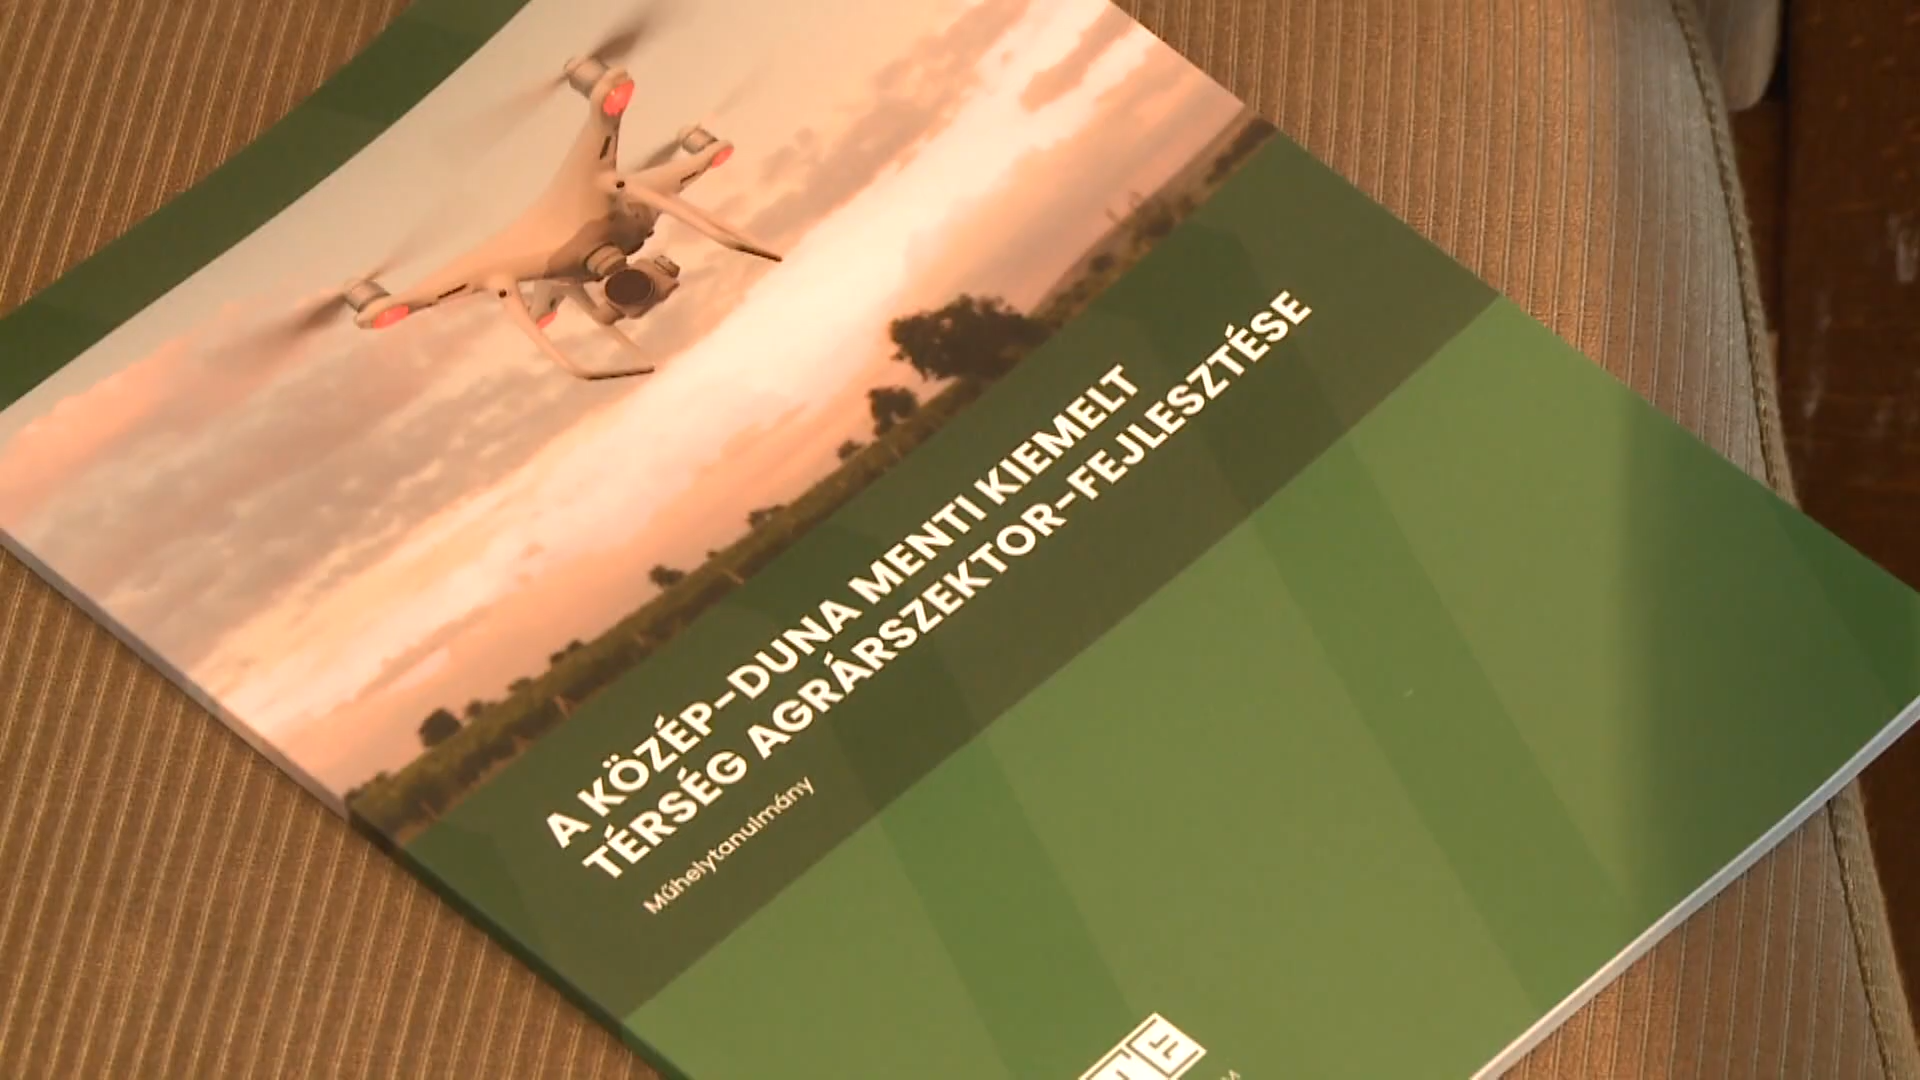 A KÖZÉP-DUNA MENTI KIEMELT
TÉRSÉG AGRÁRSZEKTOR-FEJLESZTÉSE
Műhelytanulmány